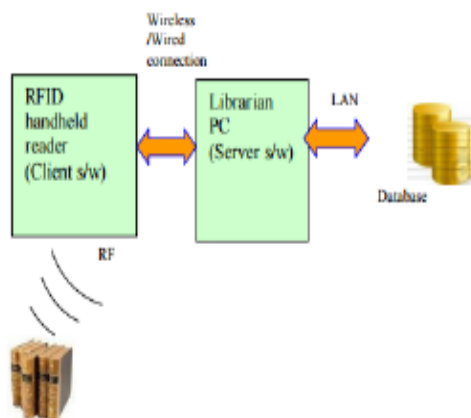 Wireless
/Wired
connection
RFID
handheld
reader
(Client s/w)
Librarian
PC
(Server s/w)
LAN
Database
RF